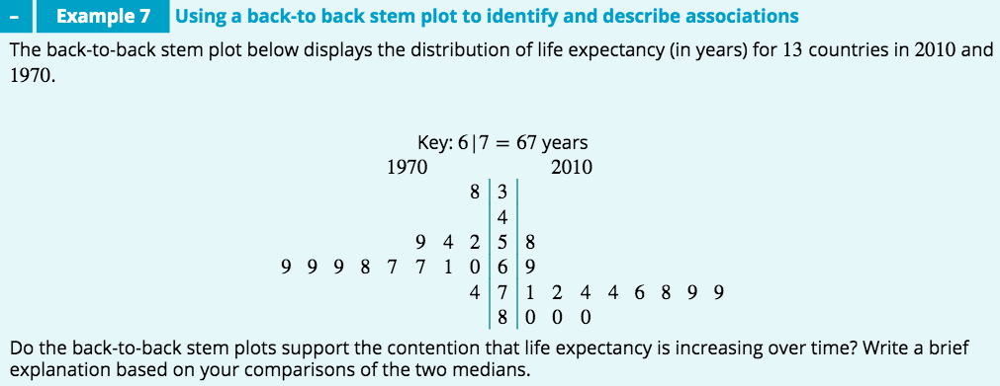 - Example 7 Using a back-to back stem plot to identify and describe associations
The back-to-back stem plot below displays the distribution of life expectancy (in years) for 13 countries in 2010 and
1970.
Key: 6|7 = 67 years
1970 2010
8 3
4
9 4 2 5 8
9 9 9 8 7 7 1 0 6 9
4 7 1 2 4 4 6 8 9 9
8 0 0 0
Do the back-to-back stem plots support the contention that life expectancy is increasing over time? Write a brief
explanation based on your comparisons of the two medians.